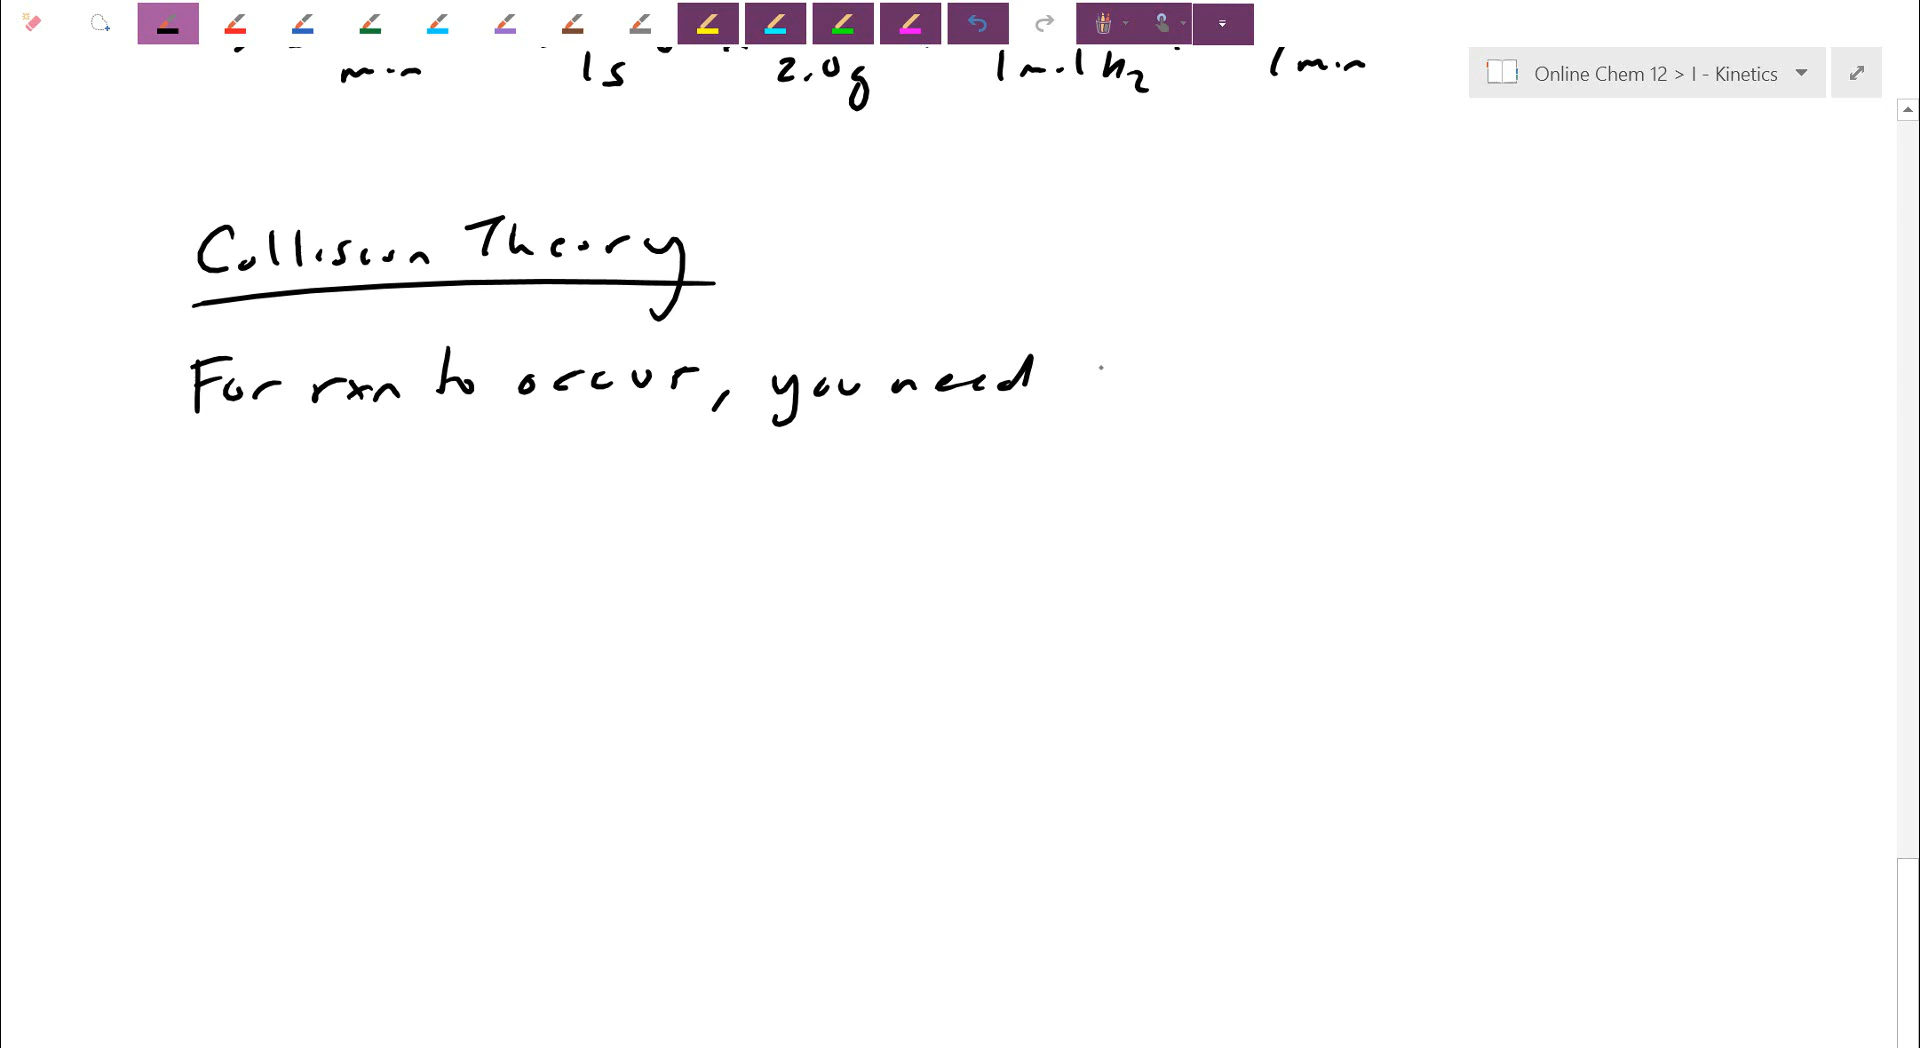 min 1s 2.0g 1mol H2 1min
Online Chem 12 > I - Kinetics
Collision Theory
For rxn to occur, you need